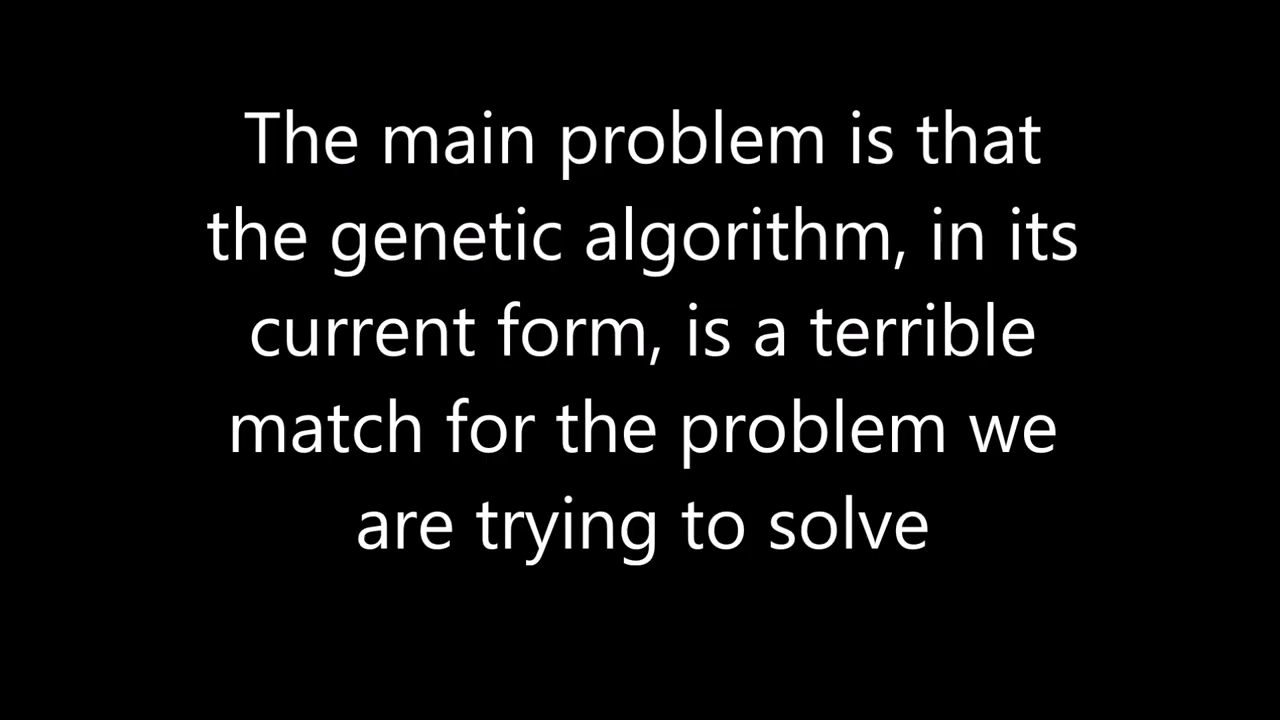 The main problem is that
the genetic algorithm, in its
current form, is a terrible
match for the problem we
are trying to solve